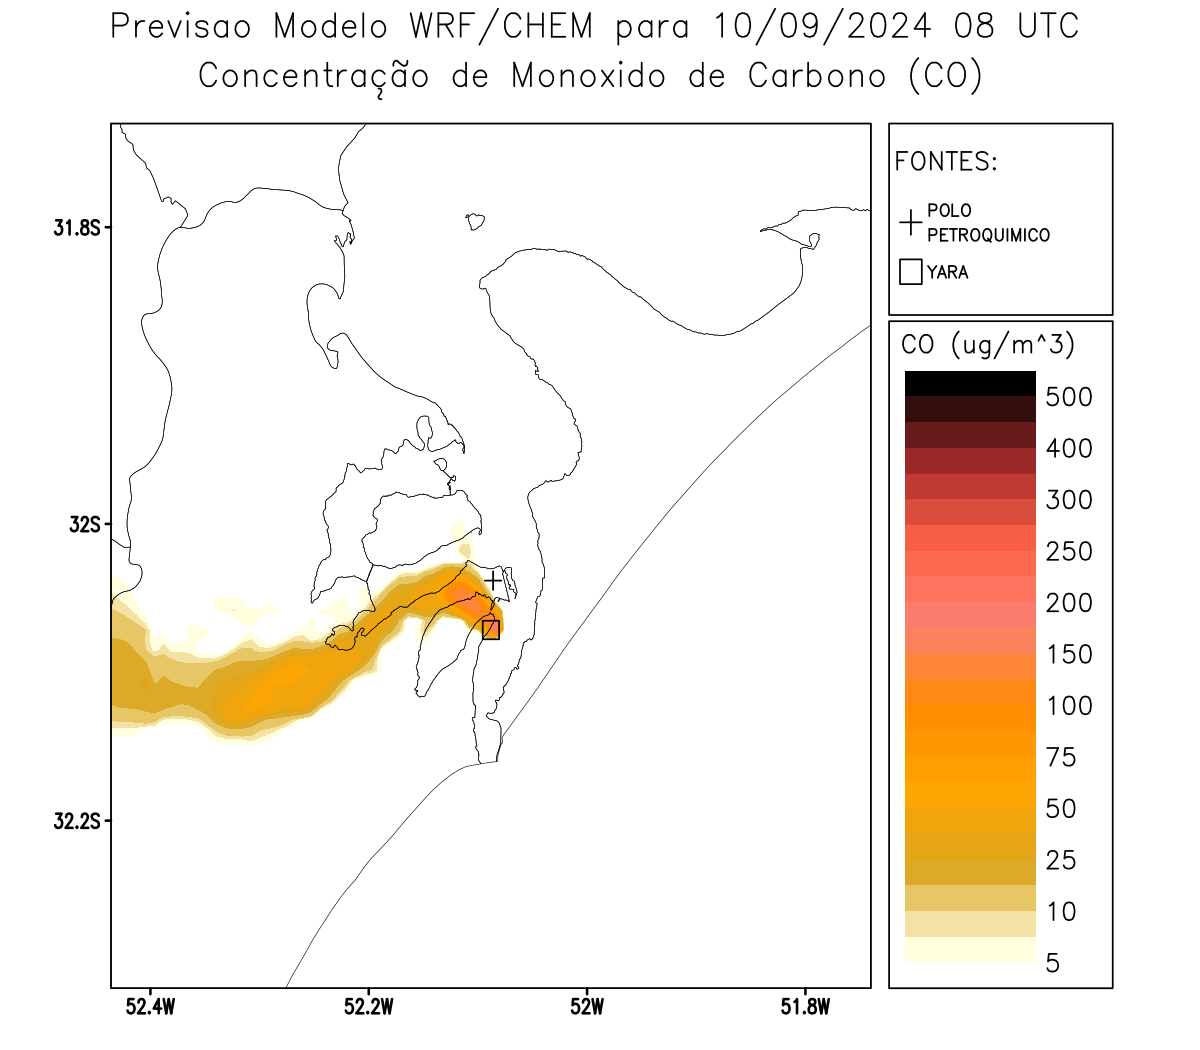 Previsao Modelo WRF/CHEM para 10/09/2024 08 UTC
Concentração de Monoxido de Carbono (CO)
FONTES:
POLO
PETROQUIMICO
YARA
CO (ug/m^3)
500
400
300
250
200
150
100
75
50
25
10
5
31.8S
32S
32.2S
52.4W
52.2W
52W
51.8W